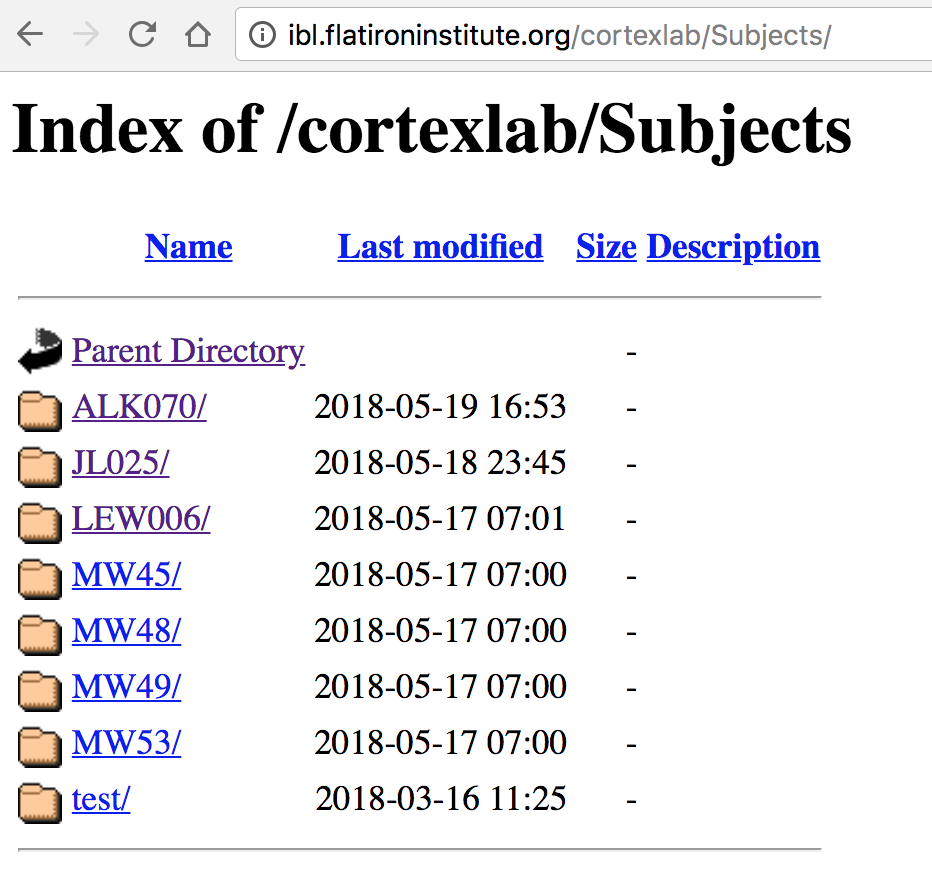 ibl.flatironinstitute.org/cortexlab/Subjects/
Index of /cortexlab/Subjects
Name Last modified Size Description
Parent Directory -
ALK070/ 2018-05-19 16:53 -
JL025/ 2018-05-18 23:45 -
LEW006/ 2018-05-17 07:01 -
MW45/ 2018-05-17 07:00 -
MW48/ 2018-05-17 07:00 -
MW49/ 2018-05-17 07:00 -
MW53/ 2018-05-17 07:00 -
test/ 2018-03-16 11:25 -